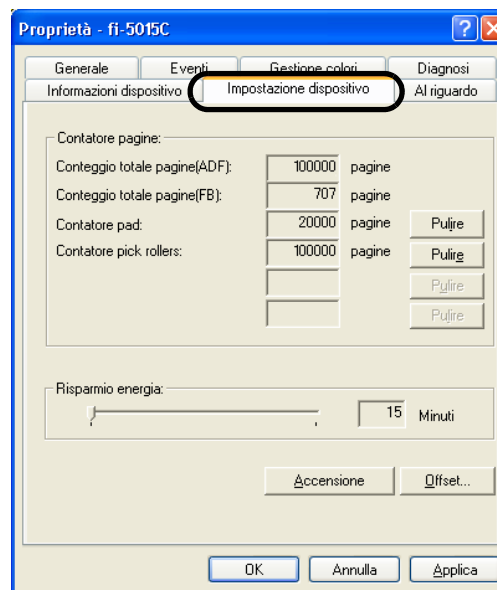 Proprietà - fi-5015C
Generale Eventi Gestione colori Diagnosi
Informazioni dispositivo Impostazione dispositivo Al riguardo
Contatore pagine:
Conteggio totale pagine(ADF): 100000 pagine
Conteggio totale pagine(FB): 707 pagine
Contatore pad: 20000 pagine Pulire
Contatore pick rollers: 100000 pagine Pulire
Pulire
Pulire
Risparmio energia:
15 Minuti
Accensione Offset...
OK Annulla Applica